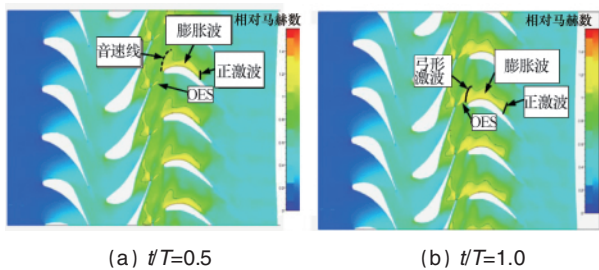 相对马赫数
膨胀波
音速线
正激波
OES
相对马赫数
弓形
激波
膨胀波
正激波
OES
(a) t/T=0.5
(b) t/T=1.0